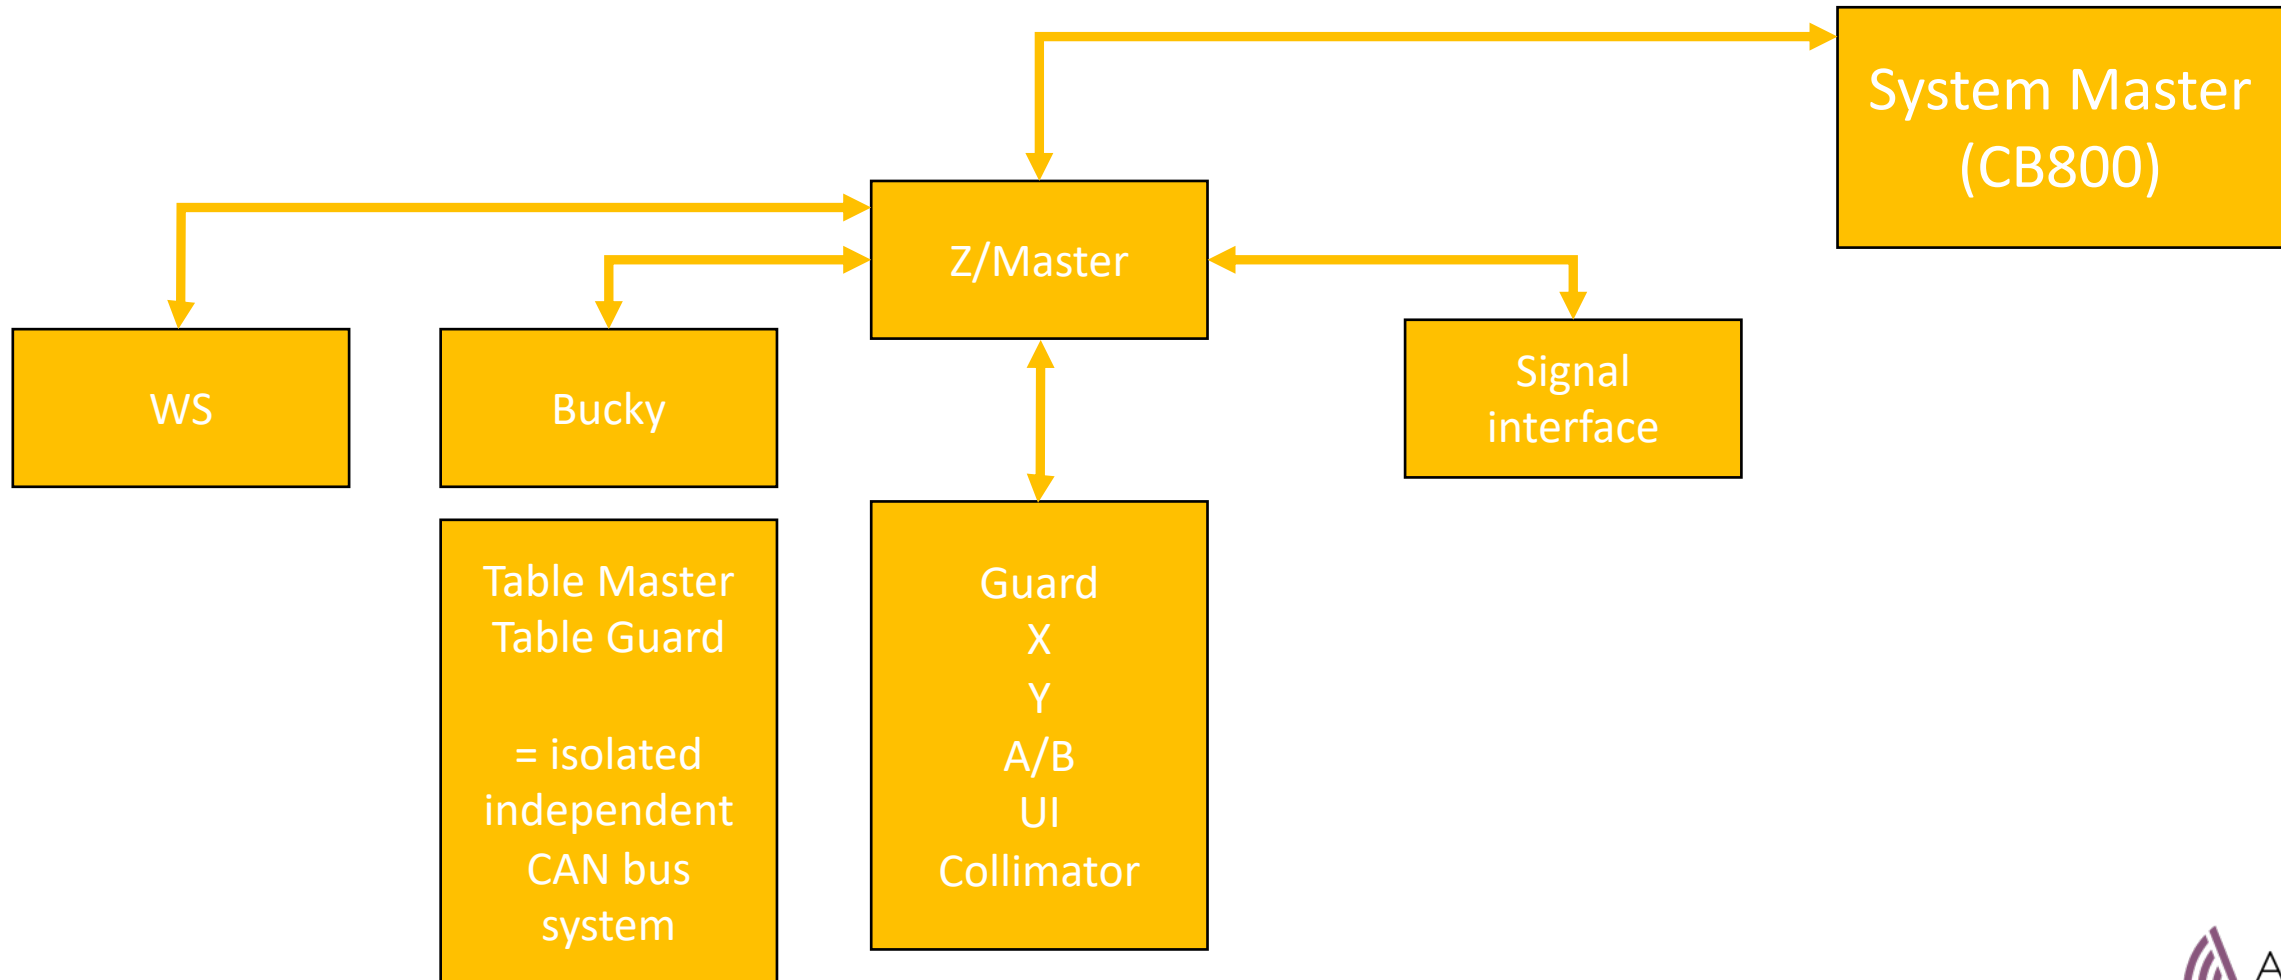 System Master
(CB800)
Z/Master
WS
Bucky
Signal
interface
Table Master
Table Guard
= isolated
independent
CAN bus
system
Guard
X
Y
A/B
UI
Collimator